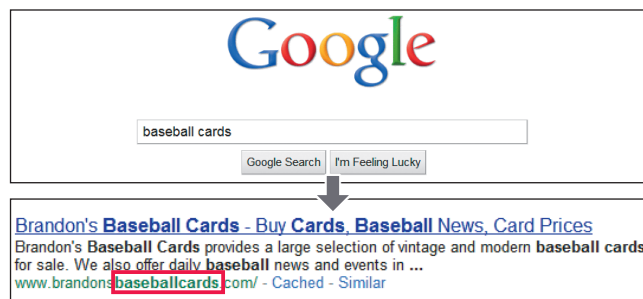 Google
baseball cards
Google Search I'm Feeling Lucky
Brandon's Baseball Cards - Buy Cards, Baseball News, Card Prices
Brandon's Baseball Cards provides a large selection of vintage and modern baseball cards
for sale. We also offer daily baseball news and events in ...
www.brandonsbaseballcards.com/ - Cached - Similar